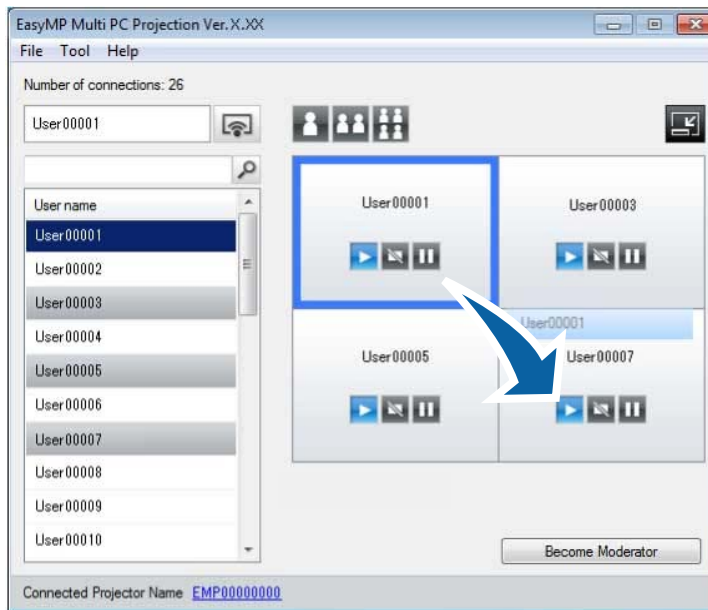 EasyMP Multi PC Projection Ver.X.XX
File Tool Help
Number of connections: 26
User00001
User name
User00001
User00002
User00003
User00004
User00005
User00006
User00007
User00008
User00009
User00010
User00001
User00003
User00001
User00005
User00007
Become Moderator
Connected Projector Name EMP00000000